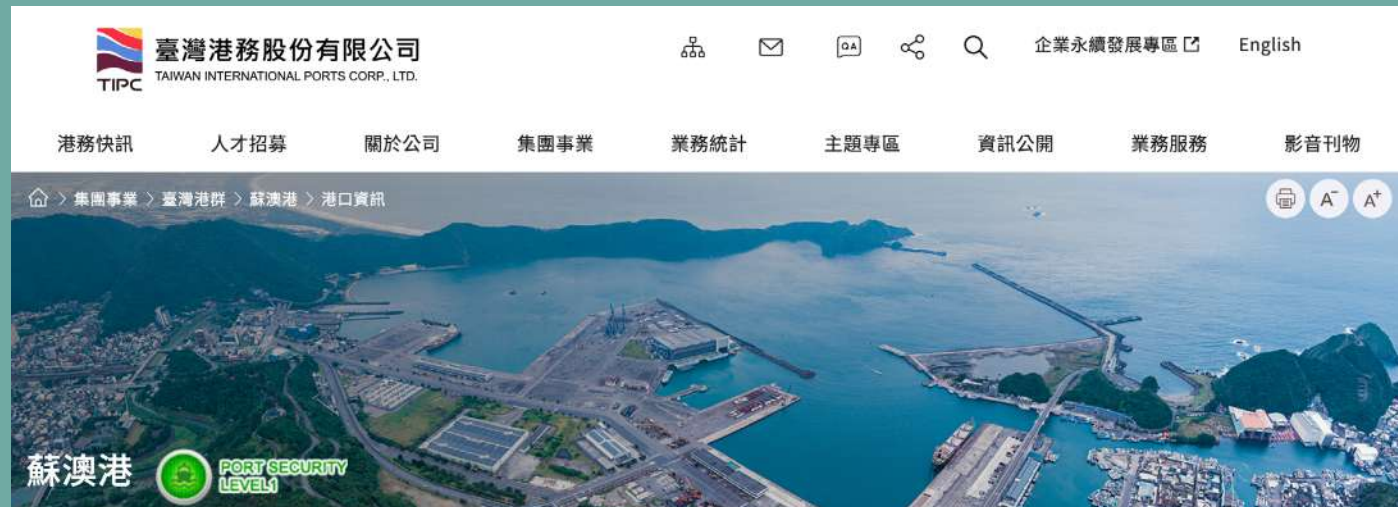 臺灣港務股份有限公司
TAIWAN INTERNATIONAL PORTS CORP., LTD.
TIPC
QA
企業永續發展專區
English
港務快訊 人才招募 關於公司 集團事業 業務統計 主題專區 資訊公開 業務服務 影音刊物
集團事業 > 臺灣港群 > 蘇澳港 > 港口資訊
A- A+
蘇澳港
PORT SECURITY
LEVEL1